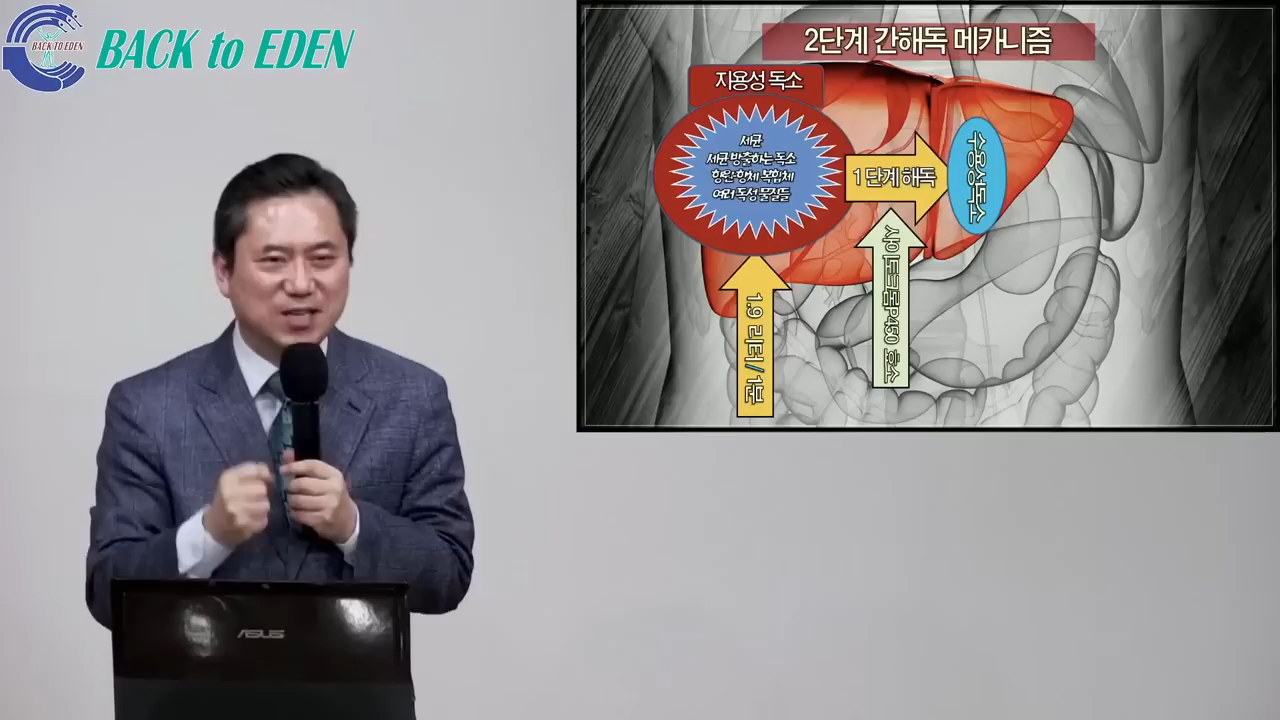 BACK TO EDEN
BACK to EDEN
2단계 간해독 메카니즘
지용성 독소
세균
세균 방출하는 독소
항원-항체 복합체
여러 독성 물질들
1단계 해독
수용성독소
사이토크롬P450 효소
1.9 리터 / 1분
ASUS